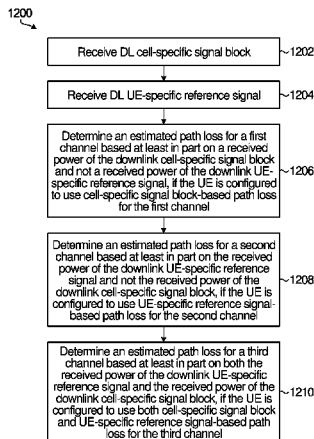 1200
Receive DL cell-specific signal block
1202
Receive DL UE-specific reference signal
1204
Determine an estimated path loss for a first
channel based at least in part on a received
power of the downlink cell-specific signal block
and not a received power of the downlink UE-
specific reference signal, if the UE is configured
to use cell-specific signal block-based path loss
for the first channel
1206
Determine an estimated path loss for a second
channel based at least in part on the received
power of the downlink UE-specific reference
signal and not the received power of the
downlink cell-specific signal block, if the UE is
configured to use UE-specific reference signal-
based path loss for the second channel
1208
Determine an estimated path loss for a third
channel based at least in part on both the
received power of the downlink UE-specific
reference signal and the received power of the
downlink cell-specific signal block, if the UE is
configured to use both cell-specific signal block
and UE-specific reference signal-based path
loss for the third channel
1210